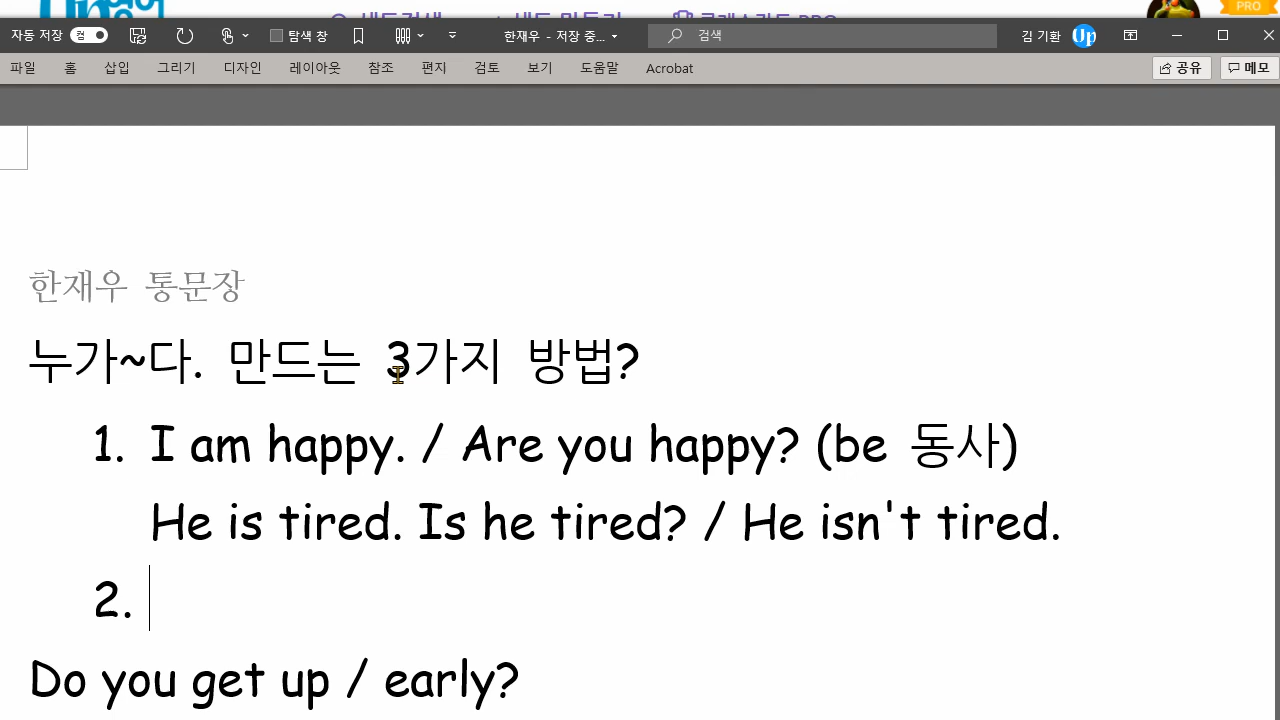 PRO
자동 저장 컴 탐색 창 한재우 - 저장 중... 검색 김 기환 Up
파일 홈 삽입 그리기 디자인 레이아웃 참조 편지 검토 보기 도움말 Acrobat 공유 메모
한재우 통문장
누가~다. 만드는 3가지 방법?
1. I am happy. / Are you happy? (be 동사)
He is tired. Is he tired? / He isn't tired.
2.
Do you get up / early?